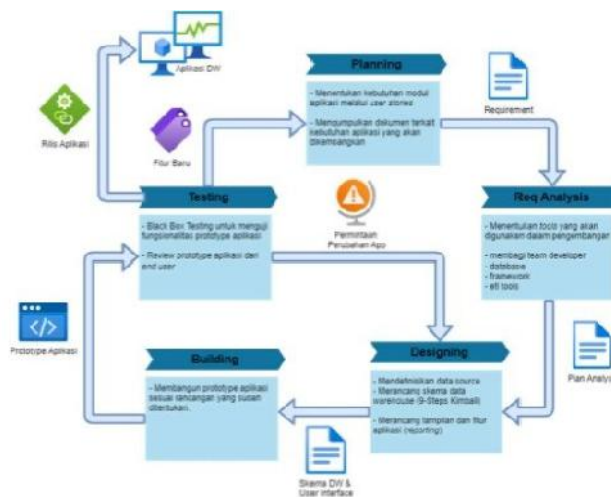 Aplikasi DW
Rilis Aplikasi
Fitur Baru
Planning
- Menentukan kebutuhan modul
aplikasi melalui user stories
- Mengumpulkan dokumen terkait
kebutuhan aplikasi yang akan
dikembangkan
Requirement
Testing
- Black Box Testing untuk menguji
fungsionalitas prototype aplikasi
- Review prototype aplikasi dari
end user
Permintaan
Perubahan App
Req Analysis
- Menentukan tools yang akan
digunakan dalam pengembangan
- membagi team developer
- database
- framework
- etl tools
Prototype Aplikasi
Building
- Membangun prototype aplikasi
sesuai rancangan yang sudah
ditentukan.
Designing
- Mendefinisikan data source
- Merancang skema data
warehouse (9-Steps Kimball)
- Merancang tampilan dan fitur
aplikasi (reporting)
Plan Analysis
Skema DW &
User interface